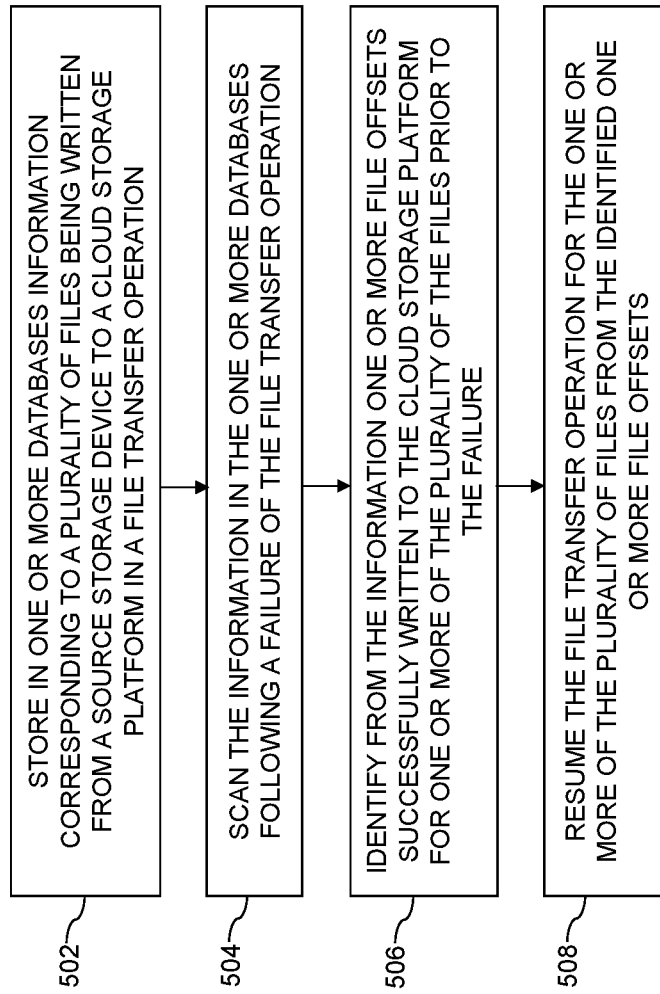 502
STORE IN ONE OR MORE DATABASES INFORMATION
CORRESPONDING TO A PLURALITY OF FILES BEING WRITTEN
FROM A SOURCE STORAGE DEVICE TO A CLOUD STORAGE
PLATFORM IN A FILE TRANSFER OPERATION
504
SCAN THE INFORMATION IN THE ONE OR MORE DATABASES
FOLLOWING A FAILURE OF THE FILE TRANSFER OPERATION
506
IDENTIFY FROM THE INFORMATION ONE OR MORE FILE OFFSETS
SUCCESSFULLY WRITTEN TO THE CLOUD STORAGE PLATFORM
FOR ONE OR MORE OF THE PLURALITY OF THE FILES PRIOR TO
THE FAILURE
508
RESUME THE FILE TRANSFER OPERATION FOR THE ONE OR
MORE OF THE PLURALITY OF FILES FROM THE IDENTIFIED ONE
OR MORE FILE OFFSETS